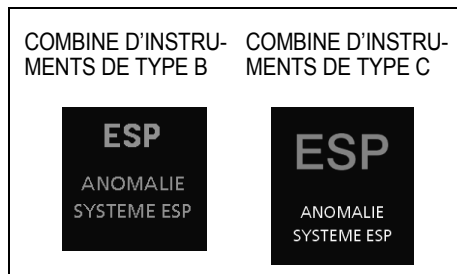 COMBINE D'INSTRU-
MENTS DE TYPE B
COMBINE D'INSTRU-
MENTS DE TYPE C
ESP
ANOMALIE
SYSTEME ESP
ESP
ANOMALIE
SYSTEME ESP